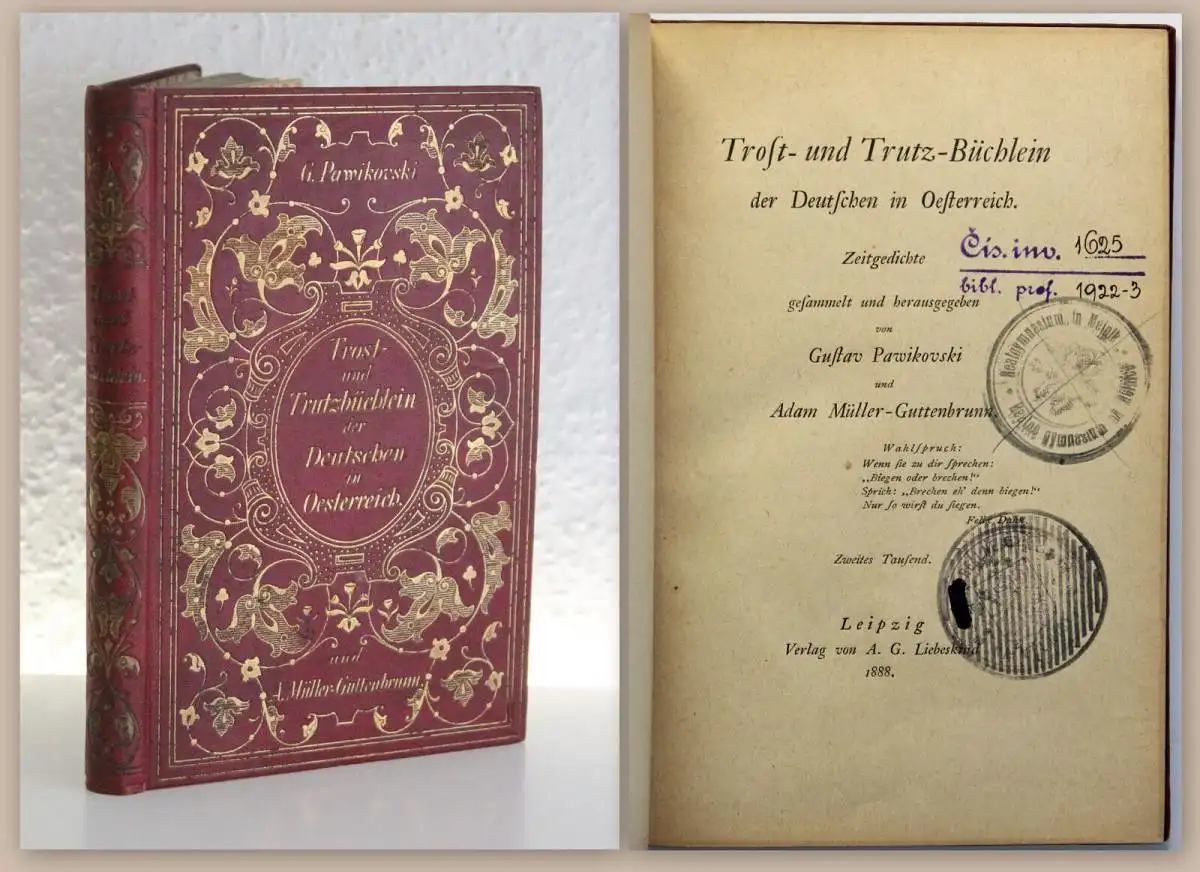 G. Pawikovski
Trost-
und
Trutzbüchlein
der
Deutschen
in
Oesterreich.
und
A. Müller-Guttenbrunn.
Troſt- und Trutz-Büchlein
der Deutſchen in Oeſterreich.
Zeitgedichte
Čís. inv. 1625
bibl. prof. 1922-3
geſammelt und herausgegeben
von
Guſtav Pawikovski
und
Adam Müller-Guttenbrunn.
Wahlſpruch:
Wenn ſie zu dir ſprechen:
„Biegen oder brechen!“
Sprich: „Brechen eh' denn biegen!“
Nur ſo wirſt du ſiegen.
Felix Dahn.
Zweites Tauſend.
Leipzig
Verlag von A. G. Liebeskind
1888.